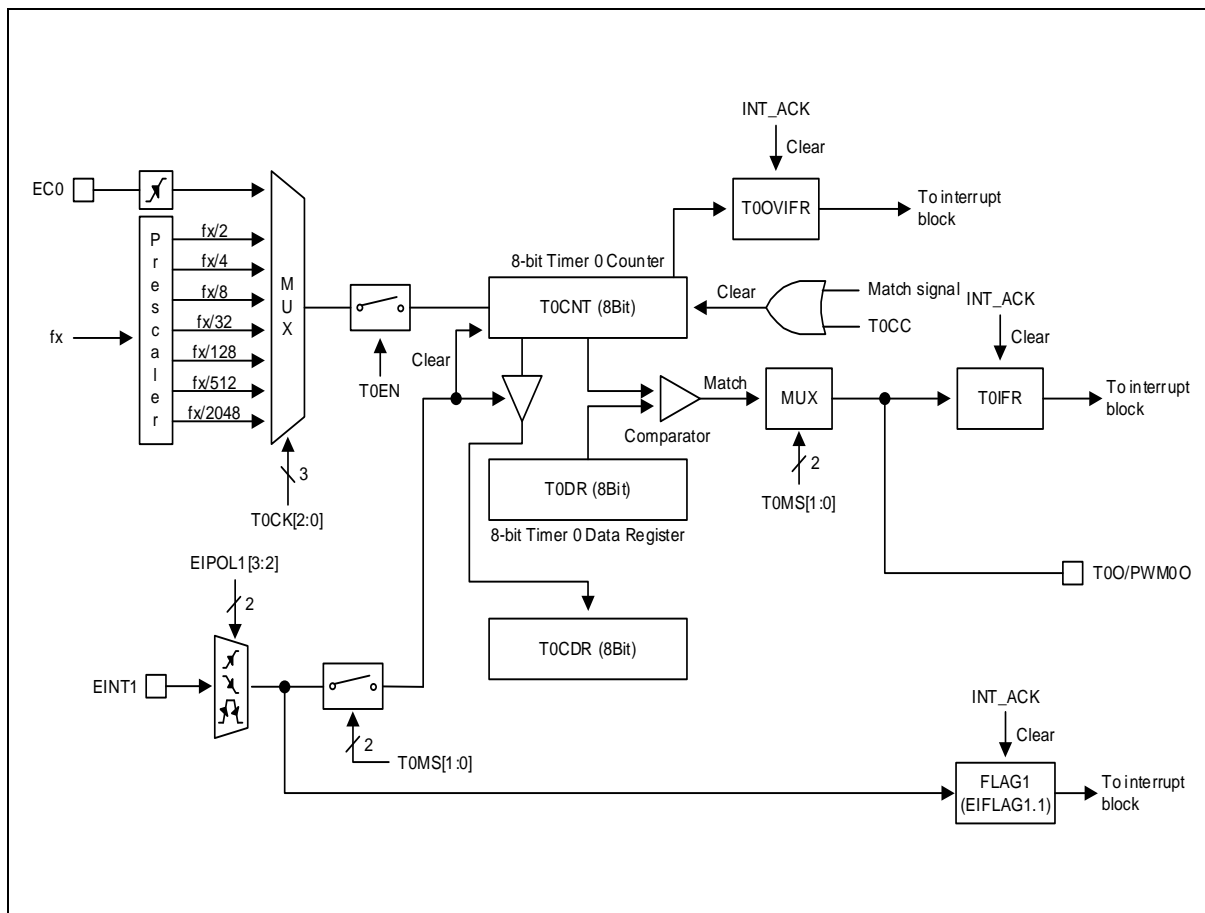 INT_ACK
Clear
INT_ACK
Clear
EC0
T0OVIFR
To interrupt
block
P
r
e
s
c
a
l
e
r
fx/2
fx/4
fx/8
fx/32
fx/128
fx/512
fx/2048
fx
M
U
X
8-bit Timer 0 Counter
T0CNT (8Bit)
Clear
Match signal
T0CC
T0EN
Clear
Match
Comparator
MUX
T0IFR
To interrupt
block
3
T0CK[2:0]
T0DR (8Bit)
8-bit Timer 0 Data Register
2
T0MS[1:0]
EIPOL1[3:2]
2
T0O/PWM0O
T0CDR (8Bit)
EINT1
2
T0MS[1:0]
INT_ACK
Clear
FLAG1
(EIFLAG1.1)
To interrupt
block